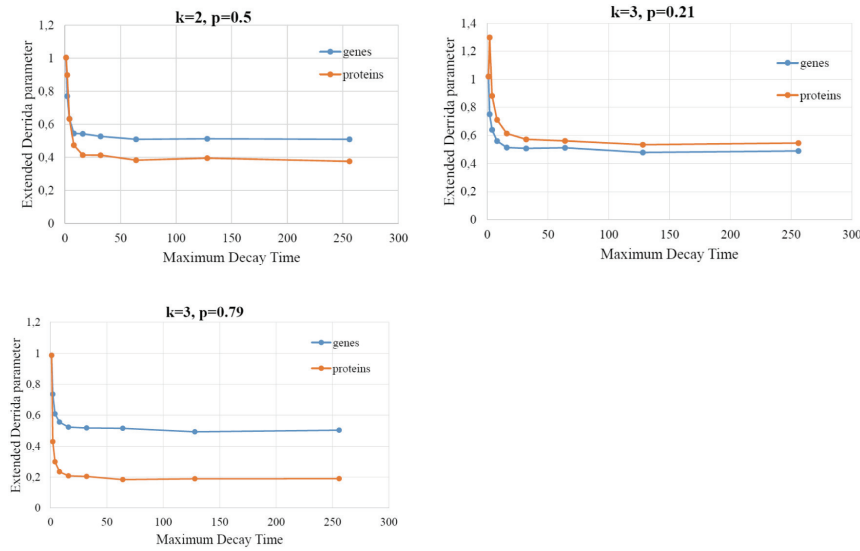 k=2, p=0.5
Extended Derrida parameter
1,2
1
0,8
0,6
0,4
0,2
0
genes
proteins
0 50 100 150 200 250 300
Maximum Decay Time
k=3, p=0.21
Extended Derrida parameter
1,4
1,2
1
0,8
0,6
0,4
0,2
0
genes
proteins
0 50 100 150 200 250 300
Maximum Decay Time
k=3, p=0.79
Extended Derrida parameter
1,2
1
0,8
0,6
0,4
0,2
0
genes
proteins
0 50 100 150 200 250 300
Maximum Decay Time